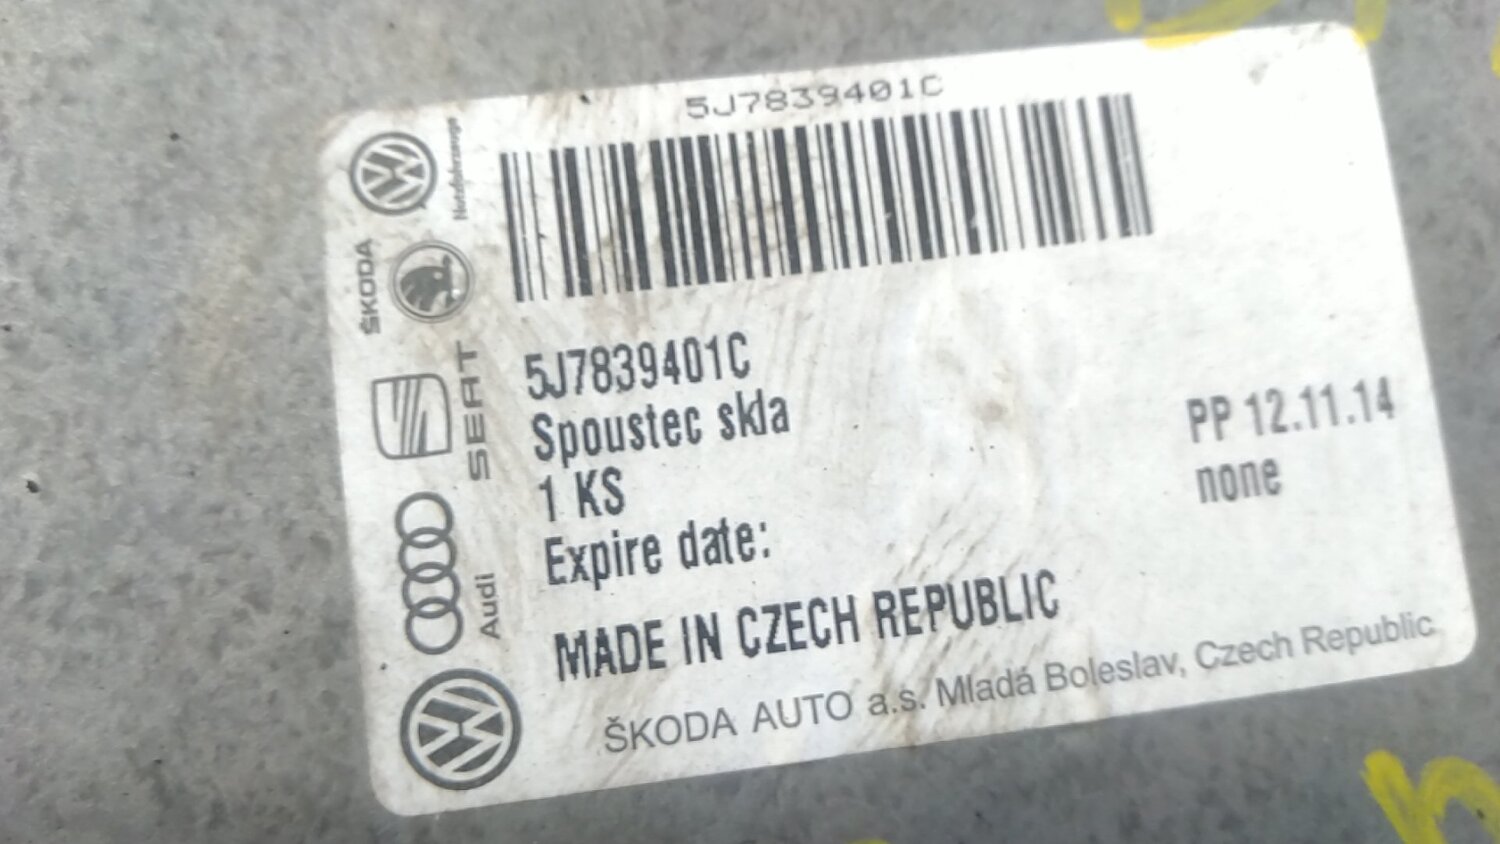 5J7839401C
Nutzfahrzeuge
ŠKODA
SEAT
Audi
5J7839401C
Spoustec skla
1 KS
Expire date:
PP 12.11.14
none
MADE IN CZECH REPUBLIC
ŠKODA AUTO a.s. Mladá Boleslav, Czech Republic